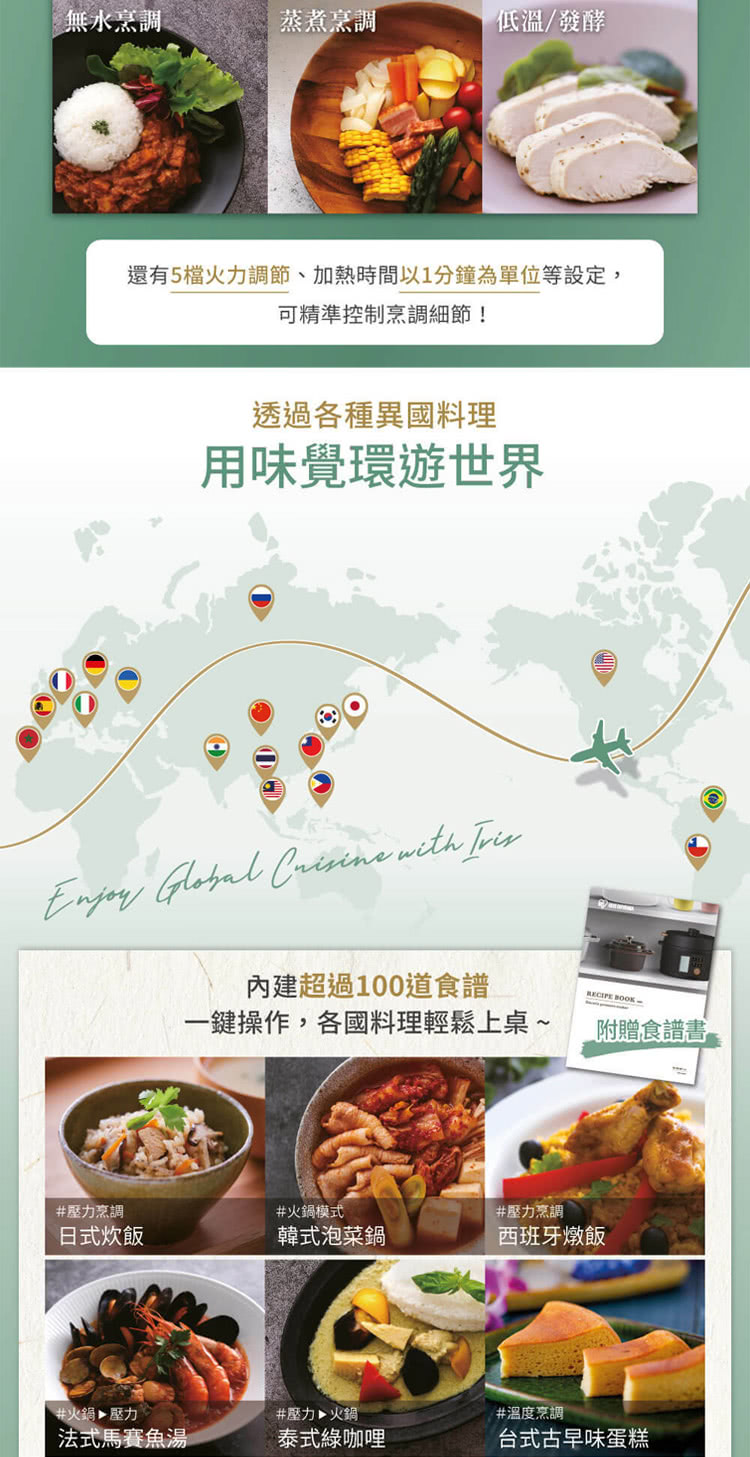 無水烹調
蒸煮烹調
低溫/發酵
還有5檔火力調節、加熱時間以1分鐘為單位等設定，
可精準控制烹調細節！
透過各種異國料理
用味覺環遊世界
Enjoy Global Cuisine with Iris
內建超過100道食譜
一鍵操作，各國料理輕鬆上桌~
RECIPE BOOK
附贈食譜書
#壓力烹調
日式炊飯
#火鍋模式
韓式泡菜鍋
#壓力烹調
西班牙燉飯
#火鍋▶壓力
法式馬賽魚湯
#壓力▶火鍋
泰式綠咖哩
#溫度烹調
台式古早味蛋糕